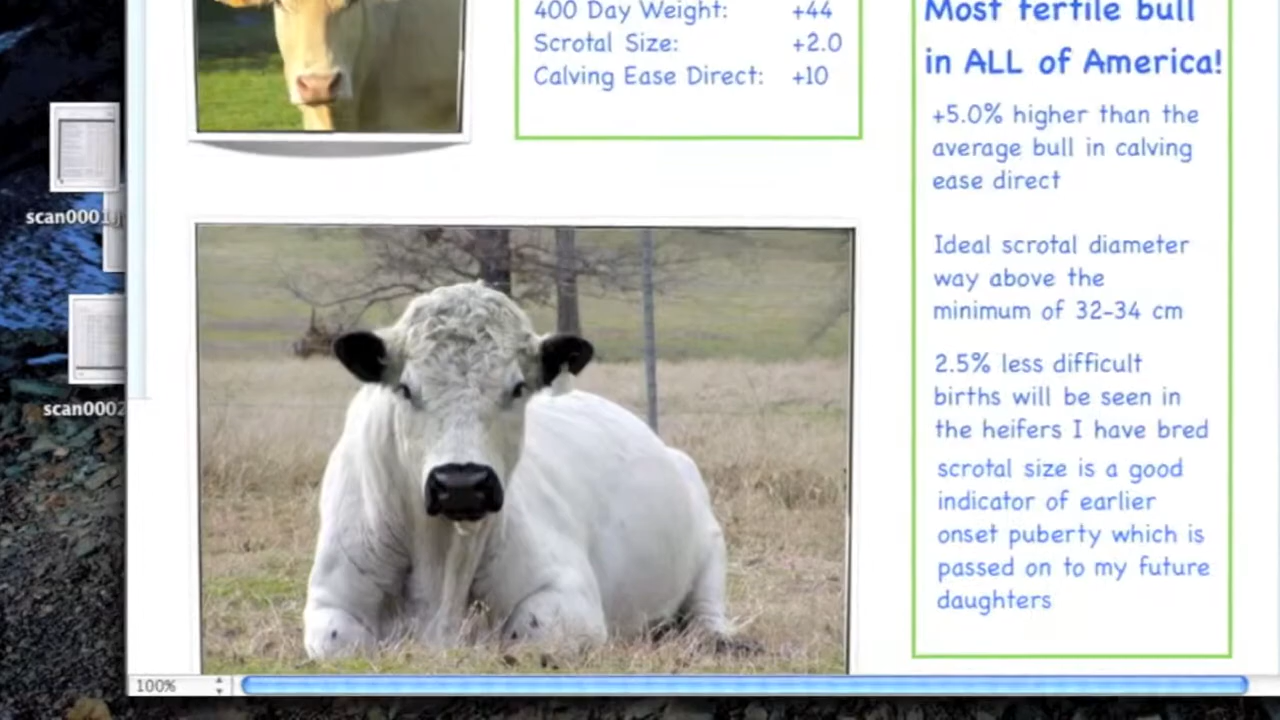 400 Day Weight: +44
Scrotal Size: +2.0
Calving Ease Direct: +10
Most fertile bull
in ALL of America!
+5.0% higher than the
average bull in calving
ease direct
Ideal scrotal diameter
way above the
minimum of 32-34 cm
2.5% less difficult
births will be seen in
the heifers I have bred
scrotal size is a good
indicator of earlier
onset puberty which is
passed on to my future
daughters
scan0001.j
scan0002
100%